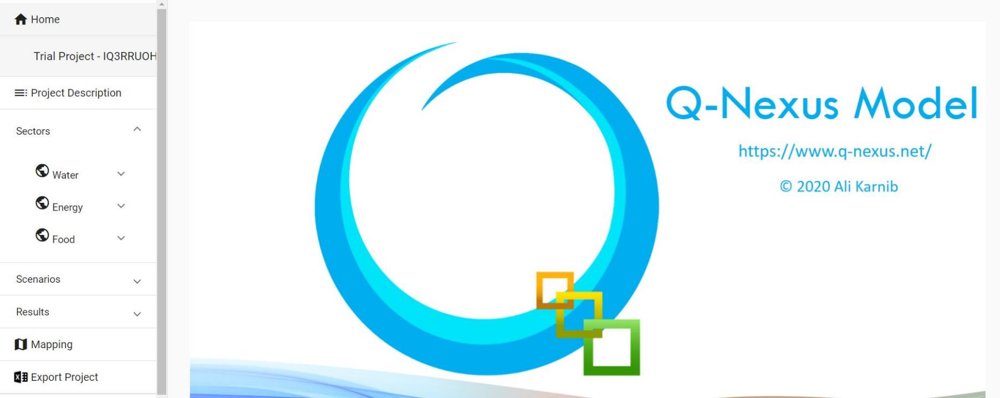 Home
Trial Project - IQ3RRUOH
Project Description
Sectors
Water
Energy
Food
Scenarios
Results
Mapping
Export Project
Q-Nexus Model
https://www.q-nexus.net/
© 2020 Ali Karnib